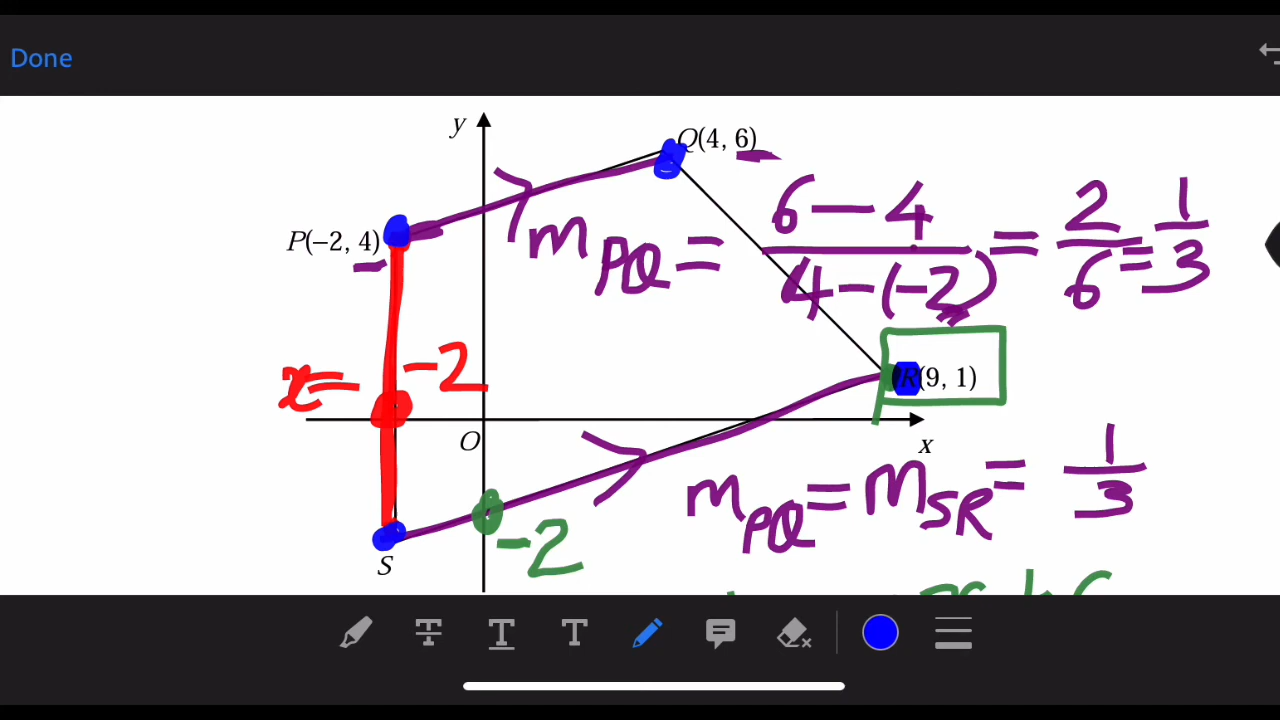 Done
y
Q(4, 6)
P(−2, 4)
m_PQ = (6 − 4)/(4 − (−2)) = 2/6 = 1/3
x = −2
R(9, 1)
O
x
m_PQ = m_SR = 1/3
−2
S
T T T